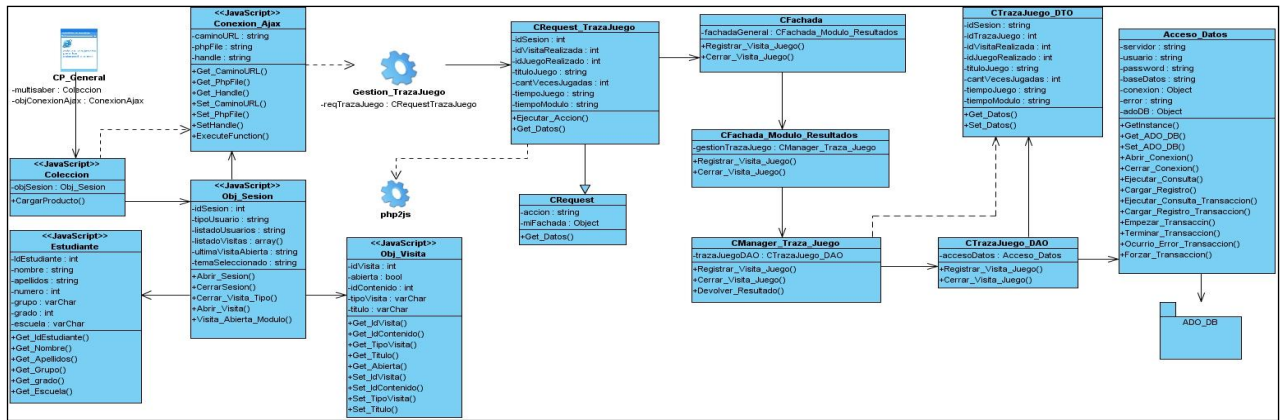 CP_General
-multisaber : Coleccion
-objConexionAjax : ConexionAjax
<<JavaScript>>
Conexion_Ajax
-caminoURL : string
-phpFile : string
-handle : string
+Get_CaminoURL()
+Get_PhpFile()
+Get_Handle()
+Set_CaminoURL()
+Set_PhpFile()
+SetHandle()
+ExecuteFunction()
Gestion_TrazaJuego
-reqTrazaJuego : CRequestTrazaJuego
CRequest_TrazaJuego
-idSesion : int
-idVisitaRealizada : int
-idJuegoRealizado : int
-tituloJuego : string
-cantVecesJugadas : int
-tiempoJuego : string
-tiempoModulo : string
+Ejecutar_Accion()
+Get_Datos()
CFachada
-fachadaGeneral : CFachada_Modulo_Resultados
+Registrar_Visita_Juego()
+Cerrar_Visita_Juego()
CTrazaJuego_DTO
-idSesion : string
-idTrazaJuego : int
-idVisitaRealizada : int
-idJuegoRealizado : int
-tituloJuego : string
-cantVecesJugadas : int
-tiempoJuego : string
-tiempoModulo : string
+Get_Datos()
+Set_Datos()
Acceso_Datos
-servidor : string
-usuario : string
-password : string
-baseDatos : string
-conexion : Object
-error : string
-adoDB : Object
+GetInstance()
+Get_ADO_DB()
+Set_ADO_DB()
+Abrir_Conexion()
+Cerrar_Conexion()
+Ejecutar_Consulta()
+Cargar_Registro()
+Ejecutar_Consulta_Transaccion()
+Cargar_Registro_Transaccion()
+Empezar_Transaccion()
+Terminar_Transaccion()
+Ocurrio_Error_Transaccion()
+Forzar_Transaccion()
<<JavaScript>>
Coleccion
-objSesion : Obj_Sesion
+CargarProducto()
<<JavaScript>>
Obj_Sesion
-idSesion : int
-tipoUsuario : string
-listadoUsuarios : string
-listadoVisitas : array()
-ultimaVisitaAbierta : string
-temaSeleccionado : string
+Abrir_Sesion()
+CerrarSesion()
+Cerrar_Visita_Tipo()
+Abrir_Visita()
+Visita_Abierta_Modulo()
php2js
CRequest
-accion : string
-miFachada : Object
+Get_Datos()
CFachada_Modulo_Resultados
-gestionTrazaJuego : CManager_Traza_Juego
+Registrar_Visita_Juego()
+Cerrar_Visita_Juego()
<<JavaScript>>
Estudiante
-IdEstudiante : int
-nombre : string
-apellidos : string
-numero : int
-grupo : varChar
-grado : int
-escuela : varChar
+Get_IdEstudiante()
+Get_Nombre()
+Get_Apellidos()
+Get_Grupo()
+Get_grado()
+Get_Escuela()
<<JavaScript>>
Obj_Visita
-idVisita : int
-abierta : bool
-idContenido : int
-tipoVisita : varChar
-titulo : varChar
+Get_IdVisita()
+Get_IdContenido()
+Get_TipoVisita()
+Get_Titulo()
+Get_Abierta()
+Set_IdVisita()
+Set_IdContenido()
+Set_TipoVisita()
+Set_Titulo()
CManager_Traza_Juego
-trazaJuegoDAO : CTrazaJuego_DAO
+Registrar_Visita_Juego()
+Cerrar_Visita_Juego()
+Devolver_Resultado()
CTrazaJuego_DAO
-accesoDatos : Acceso_Datos
+Registrar_Visita_Juego()
+Cerrar_Visita_Juego()
ADO_DB